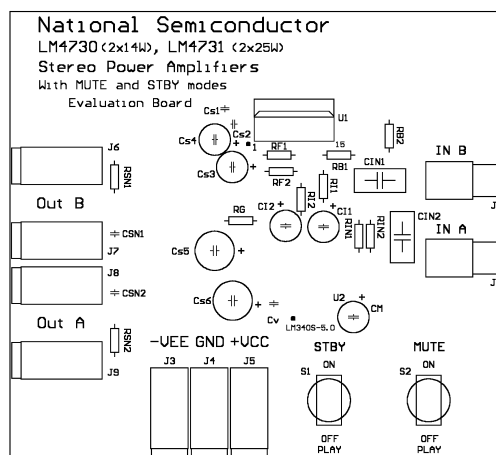 National Semiconductor
LM4730 (2x14W), LM4731 (2x25W)
Stereo Power Amplifiers
With MUTE and STBY modes
Evaluation Board
Cs1
Cs2
Cs4
Cs3
1
U1
15
RF1
RF2
RB1
RB2
CIN1
IN B
J6
RSN1
Out B
CSN1
J7
J8
CSN2
Out A
RSN2
J9
RI1
RI2
CI2
CI1
RG
RIN1
RIN2
CIN2
IN A
J
J
Cs5
Cs6
Cv
U2
CM
LM340S-5.0
-VEE GND +VCC
J3 J4 J5
STBY
S1
ON
OFF
PLAY
MUTE
S2
ON
OFF
PLAY